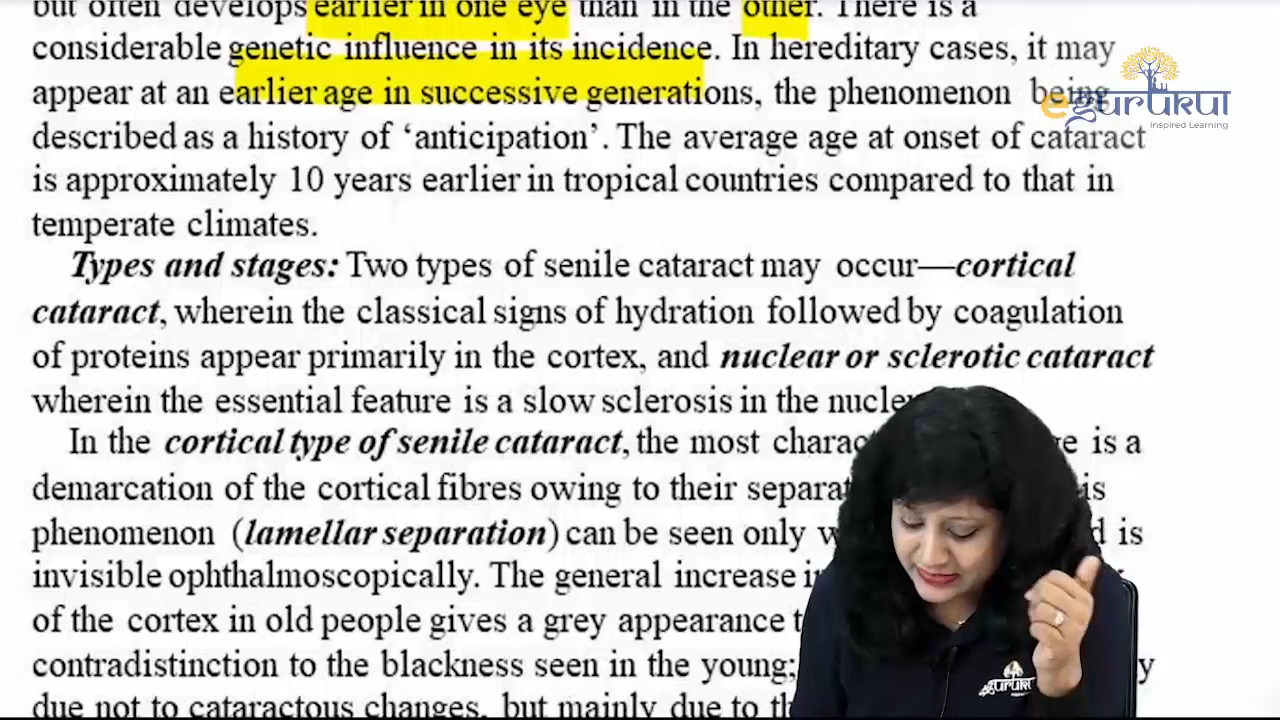 but often develops earlier in one eye than in the other. There is a
considerable genetic influence in its incidence. In hereditary cases, it may
appear at an earlier age in successive generations, the phenomenon being
described as a history of ‘anticipation’. The average age at onset of cataract
is approximately 10 years earlier in tropical countries compared to that in
temperate climates.
Types and stages: Two types of senile cataract may occur—cortical
cataract, wherein the classical signs of hydration followed by coagulation
of proteins appear primarily in the cortex, and nuclear or sclerotic cataract
wherein the essential feature is a slow sclerosis in the
In the cortical type of senile cataract, the most is a
demarcation of the cortical fibres owing to their
phenomenon (lamellar separation) can be seen only is
invisible ophthalmoscopically. The general increase
of the cortex in old people gives a grey appearance
contradistinction to the blackness seen in the young;
due not to cataractous changes, but mainly due to
egurukul
Inspired Learning
egurukul